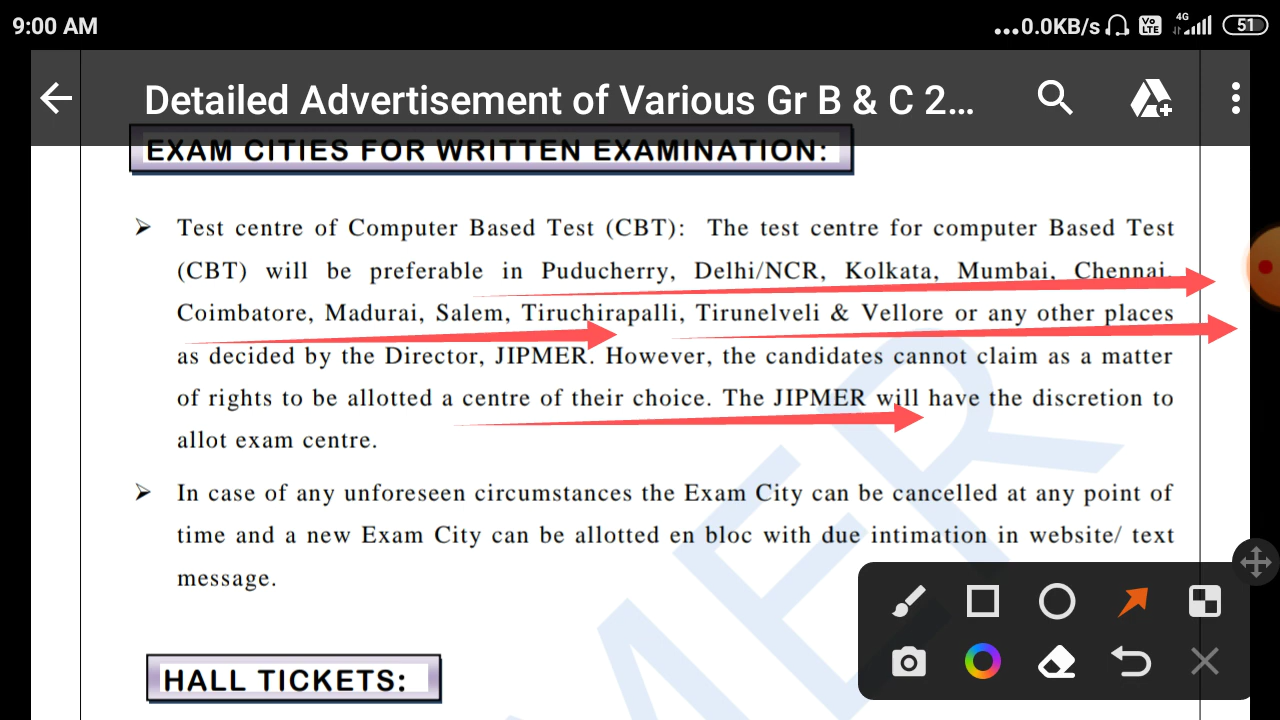 9:00 AM
...0.0KB/s Vo LTE 4G 51
Detailed Advertisement of Various Gr B & C 2...
EXAM CITIES FOR WRITTEN EXAMINATION:
➢ Test centre of Computer Based Test (CBT): The test centre for computer Based Test
(CBT) will be preferable in Puducherry, Delhi/NCR, Kolkata, Mumbai, Chennai,
Coimbatore, Madurai, Salem, Tiruchirapalli, Tirunelveli & Vellore or any other places
as decided by the Director, JIPMER. However, the candidates cannot claim as a matter
of rights to be allotted a centre of their choice. The JIPMER will have the discretion to
allot exam centre.
➢ In case of any unforeseen circumstances the Exam City can be cancelled at any point of
time and a new Exam City can be allotted en bloc with due intimation in website/ text
message.
HALL TICKETS:
MER